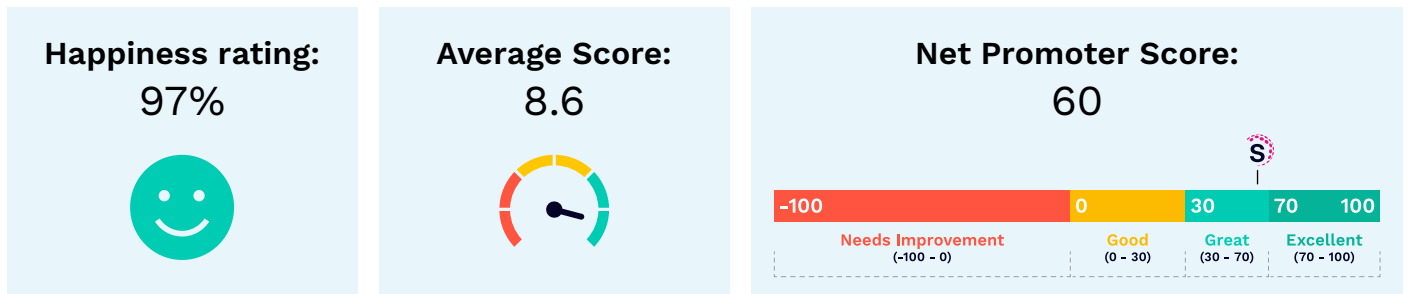 Happiness rating:
97%
Average Score:
8.6
Net Promoter Score:
60
S
-100 0 30 70 100
Needs Improvement Good Great Excellent
(-100 - 0) (0 - 30) (30 - 70) (70 - 100)